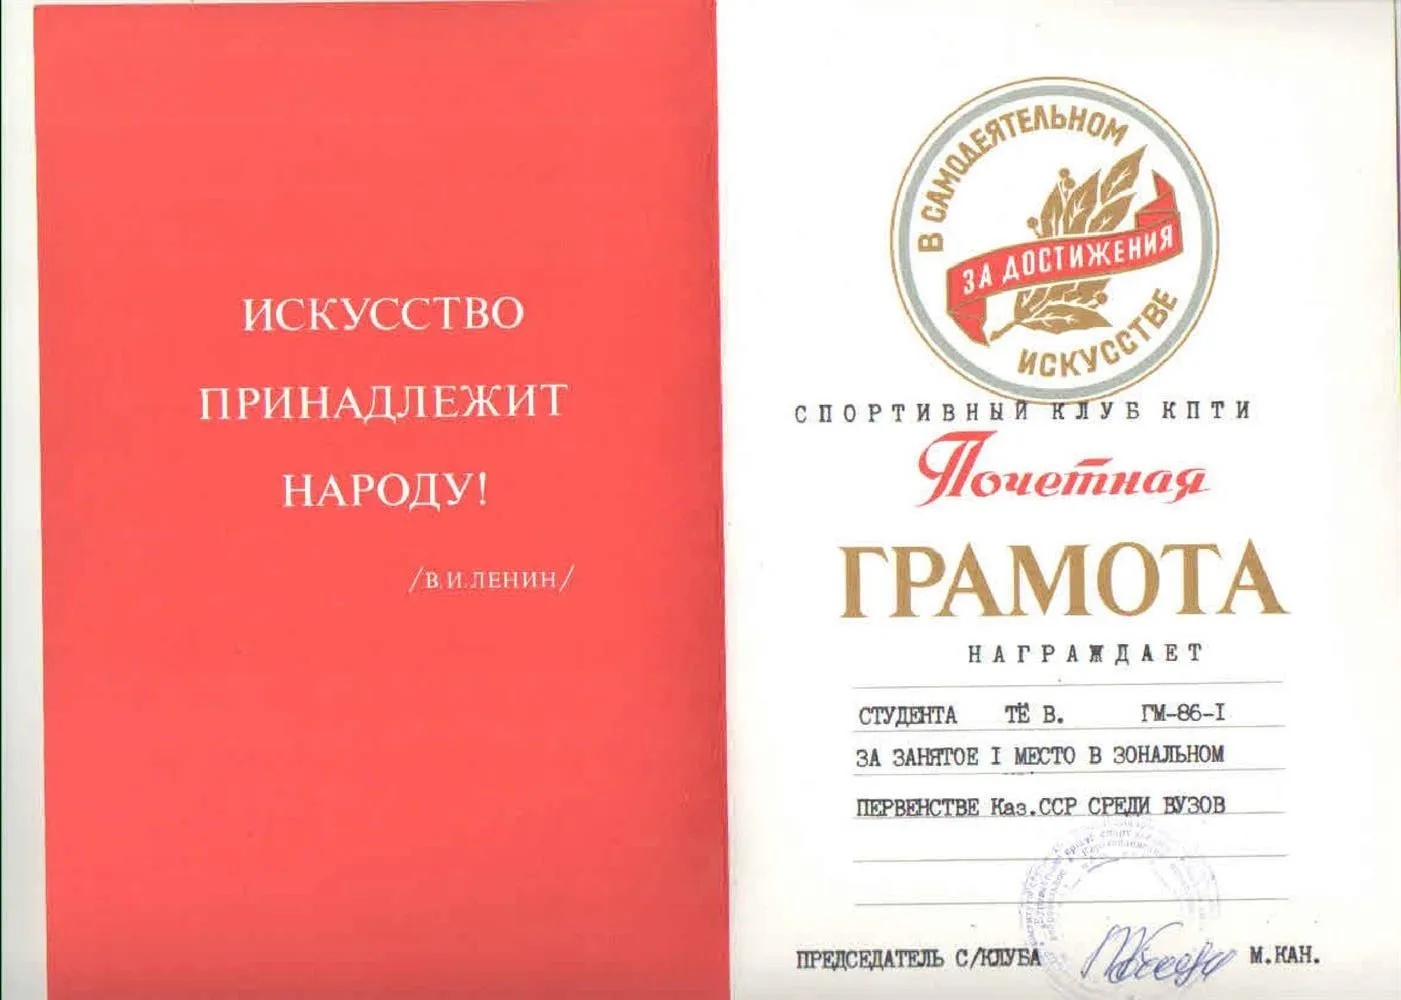 ИСКУССТВО
ПРИНАДЛЕЖИТ
НАРОДУ!
/В.И.ЛЕНИН/
В САМОДЕЯТЕЛЬНОМ
ЗА ДОСТИЖЕНИЯ
ИСКУССТВЕ
СПОРТИВНЫЙ КЛУБ КПТИ
Почетная
ГРАМОТА
НАГРАЖДАЕТ
СТУДЕНТА ТЁ В. ГМ-86-I
ЗА ЗАНЯТОЕ I МЕСТО В ЗОНАЛЬНОМ
ПЕРВЕНСТВЕ Каз.ССР СРЕДИ ВУЗОВ
ПРЕДСЕДАТЕЛЬ С/КЛУБА М.КАН.